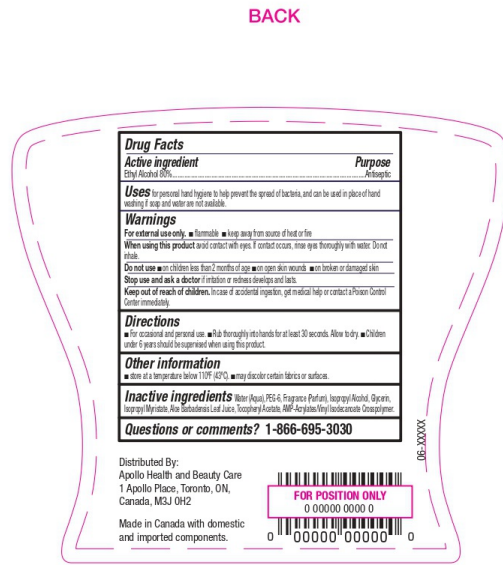 BACK
Drug Facts
Active ingredient Purpose
Ethyl Alcohol 80%........................Antiseptic
Uses for personal hand hygiene to help prevent the spread of bacteria, and can be used in place of hand
washing if soap and water are not available.
Warnings
For external use only. ■ flammable ■ keep away from source of heat or fire
When using this product avoid contact with eyes. If contact occurs, rinse eyes thoroughly with water. Do not
inhale.
Do not use ■ on children less than 2 months of age ■ on open skin wounds ■ on broken or damaged skin
Stop use and ask a doctor if irritation or redness develops and lasts.
Keep out of reach of children. In case of accidental ingestion, get medical help or contact a Poison Control
Center immediately.
Directions
■ For occasional and personal use. ■ Rub thoroughly into hands for at least 30 seconds. Allow to dry. ■ Children
under 6 years should be supervised when using this product.
Other information
■ store at a temperature below 110ºF (43ºC). ■ may discolor certain fabrics or surfaces.
Inactive ingredients Water (Aqua), PEG-6, Fragrance (Parfum), Isopropyl Alcohol, Glycerin,
Isopropyl Myristate, Aloe Barbadensis Leaf Juice, Tocopheryl Acetate, AMP-Acrylates/Vinyl Isodecanoate Crosspolymer.
Questions or comments? 1-866-695-3030
06-XXXXX
Distributed By:
Apollo Health and Beauty Care
1 Apollo Place, Toronto, ON,
Canada, M3J 0H2
Made in Canada with domestic
and imported components.
FOR POSITION ONLY
0 00000 0000 0
0 00000 00000 0